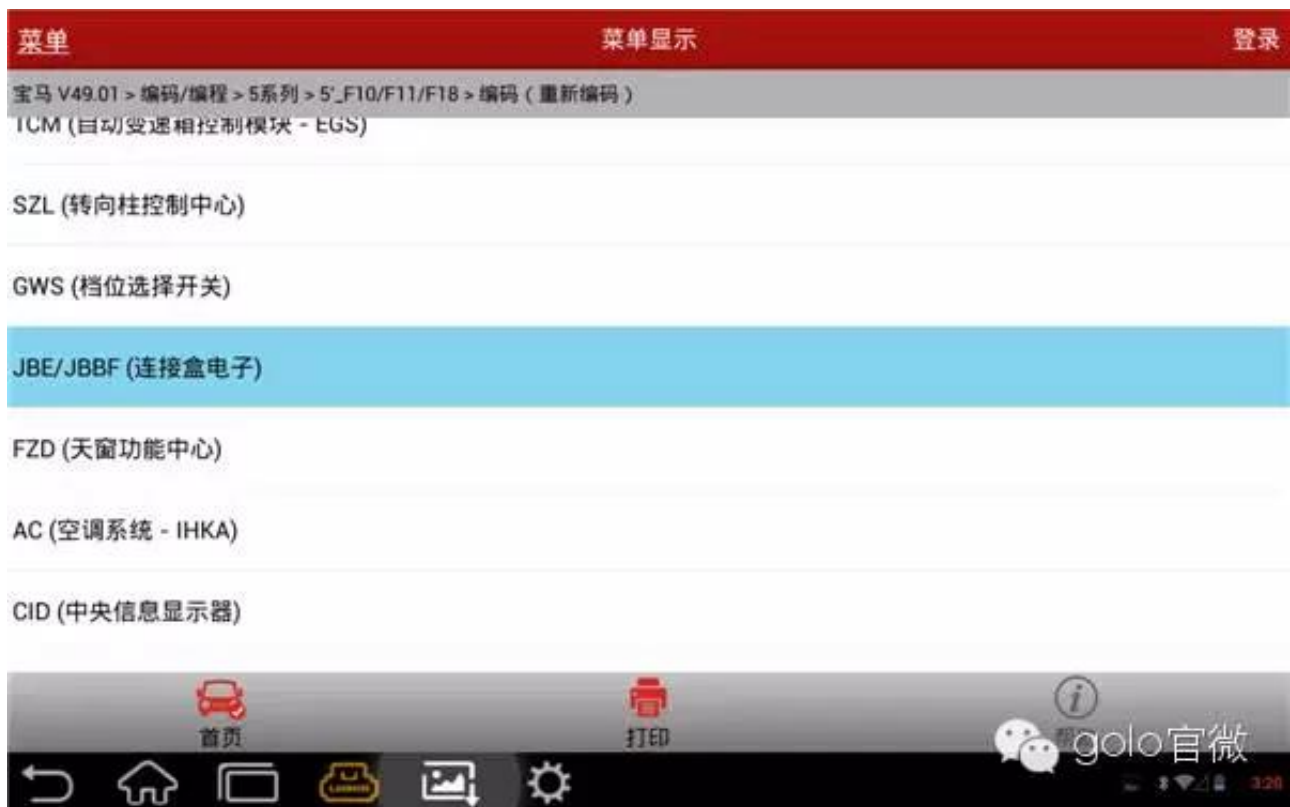 菜单
菜单显示
登录
宝马 V49.01 > 编码/编程 > 5系列 > 5'_F10/F11/F18 > 编码 ( 重新编码 )
TCM (自动变速箱控制模块 - EGS)
SZL (转向柱控制中心)
GWS (档位选择开关)
JBE/JBBF (连接盒电子)
FZD (天窗功能中心)
AC (空调系统 - IHKA)
CID (中央信息显示器)
首页
打印
golo官微
LAUNCH
3:20